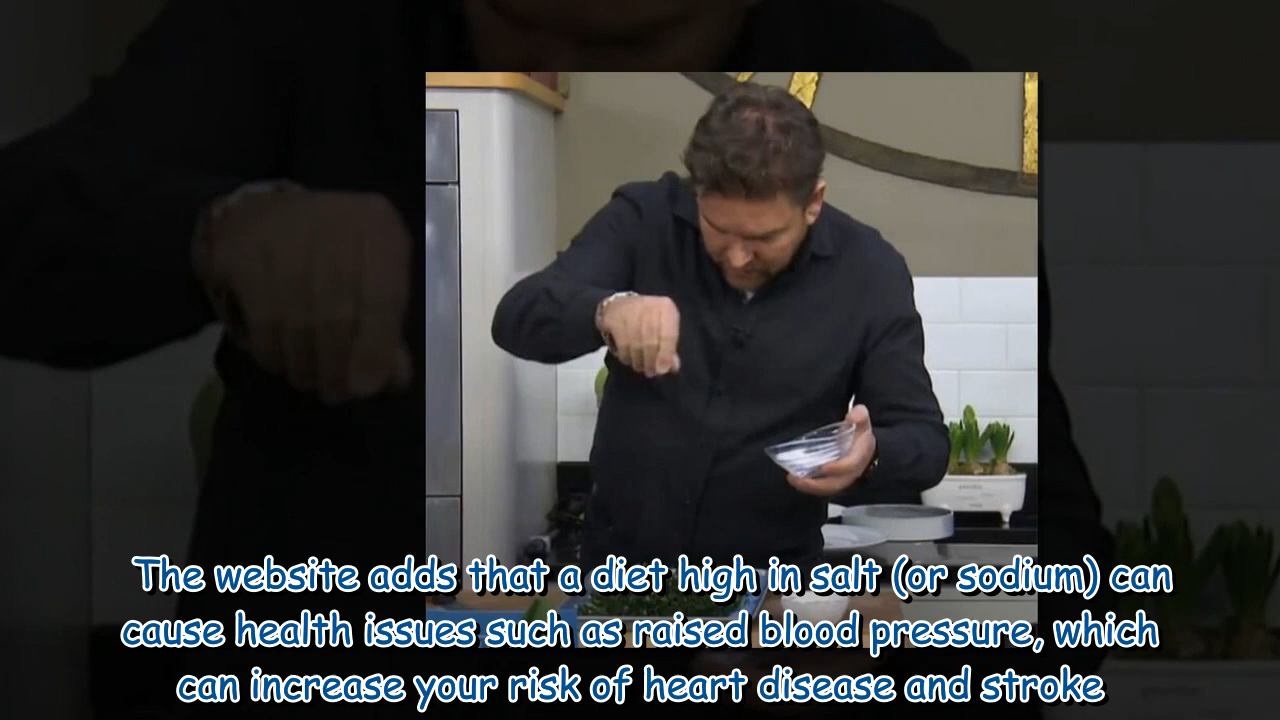 The website adds that a diet high in salt (or sodium) can
cause health issues such as raised blood pressure, which
can increase your risk of heart disease and stroke